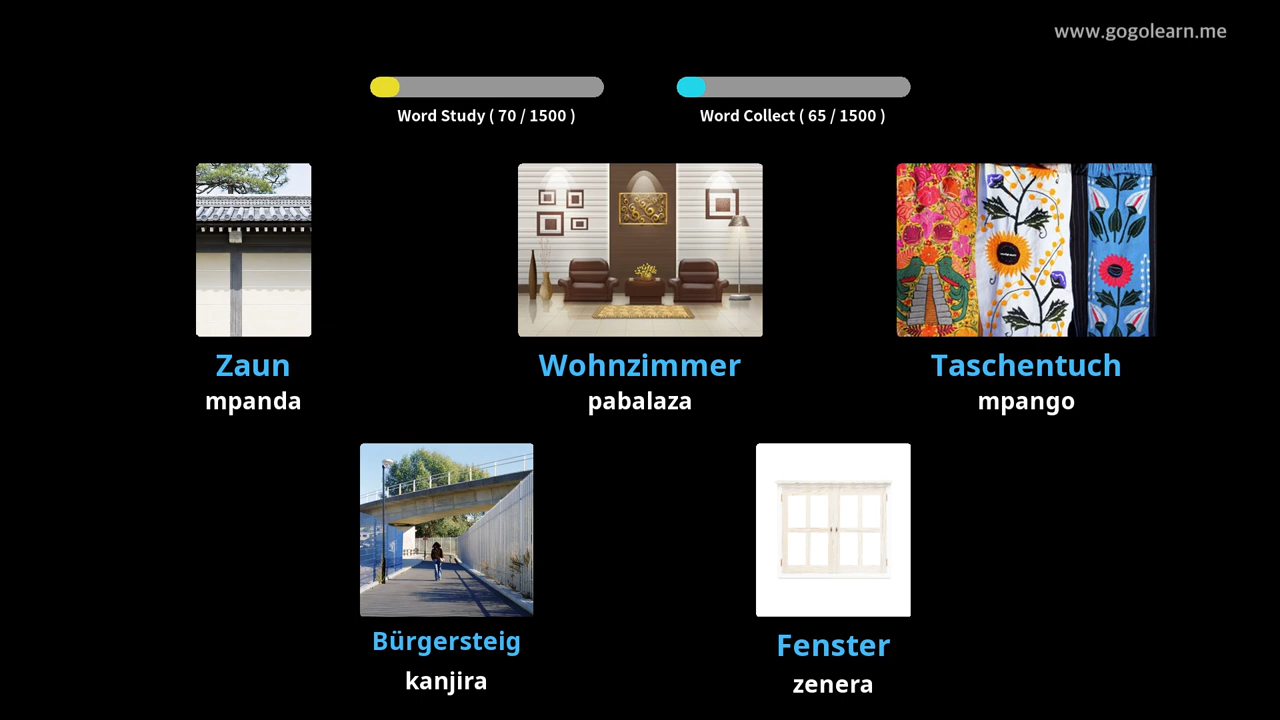 www.gogolearn.me
Word Study ( 70 / 1500 )
Word Collect ( 65 / 1500 )
Zaun
mpanda
Wohnzimmer
pabalaza
Taschentuch
mpango
Bürgersteig
kanjira
Fenster
zenera